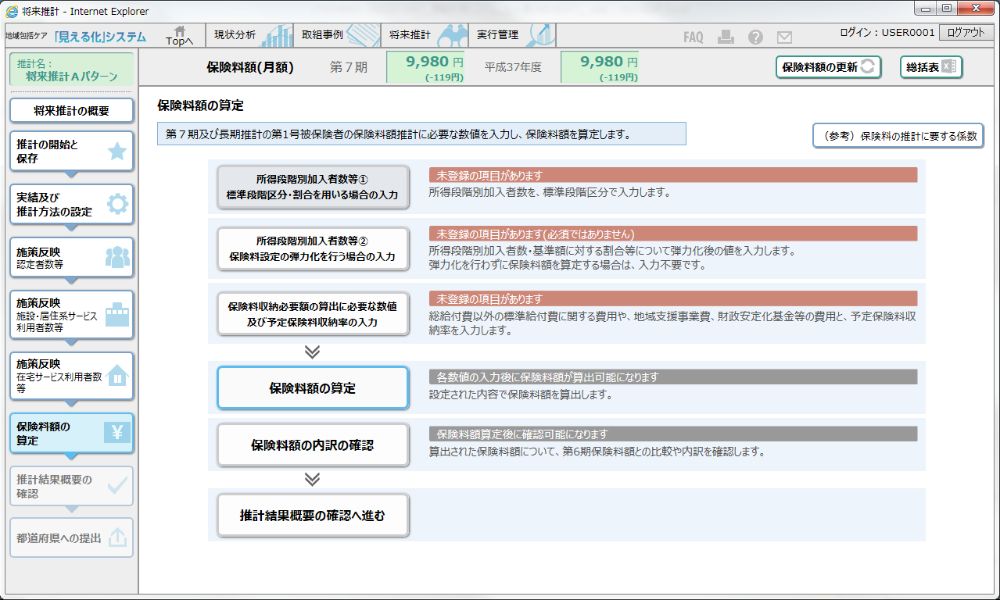 将来推計 - Internet Explorer
地域包括ケア「見える化」システム
Topへ
現状分析
取組事例
将来推計
実行管理
FAQ
ログイン：USER0001
ログアウト
推計名：
将来推計Ａパターン
保険料額(月額)
第７期
9,980 円
(-119円)
平成37年度
9,980 円
(-119円)
保険料額の更新
総括表
将来推計の概要
推計の開始と
保存
実績及び
推計方法の設定
施策反映
認定者数等
施策反映
施設・居住系サービス
利用者数等
施策反映
在宅サービス利用者数
等
保険料額の
算定
¥
推計結果概要の
確認
都道府県への提出
保険料額の算定
第７期及び長期推計の第1号被保険者の保険料額推計に必要な数値を入力し、保険料額を算定します。
（参考）保険料の推計に要する係数
所得段階別加入者数等①
標準段階区分・割合を用いる場合の入力
未登録の項目があります
所得段階別加入者数を、標準段階区分で入力します。
所得段階別加入者数等②
保険料設定の弾力化を行う場合の入力
未登録の項目があります(必須ではありません)
所得段階別加入者数・基準額に対する割合等について弾力化後の値を入力します。
弾力化を行わずに保険料額を算定する場合は、入力不要です。
保険料収納必要額の算出に必要な数値
及び予定保険料収納率の入力
未登録の項目があります
総給付費以外の標準給付費に関する費用や、地域支援事業費、財政安定化基金等の費用と、予定保険料収
納率を入力します。
保険料額の算定
各数値の入力後に保険料額が算出可能になります
設定された内容で保険料額を算出します。
保険料額の内訳の確認
保険料額算定後に確認可能になります
算出された保険料額について、第6期保険料額との比較や内訳を確認します。
推計結果概要の確認へ進む